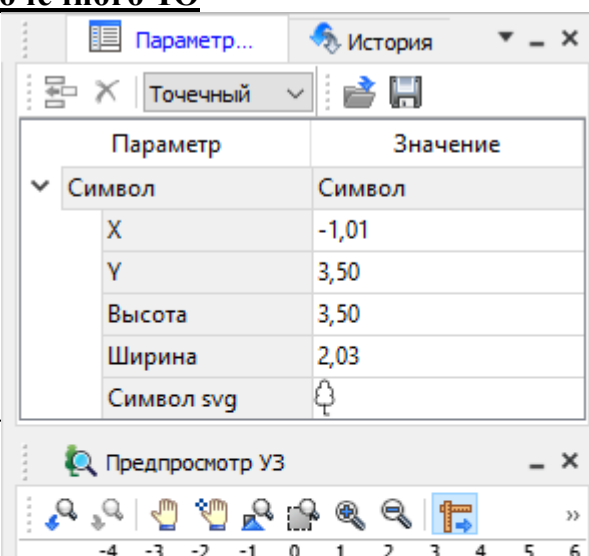 Параметр... История
Точечный
Параметр Значение
Символ Символ
X -1,01
Y 3,50
Высота 3,50
Ширина 2,03
Символ svg
Предпросмотр УЗ
-4 -3 -2 -1 0 1 2 3 4 5 6